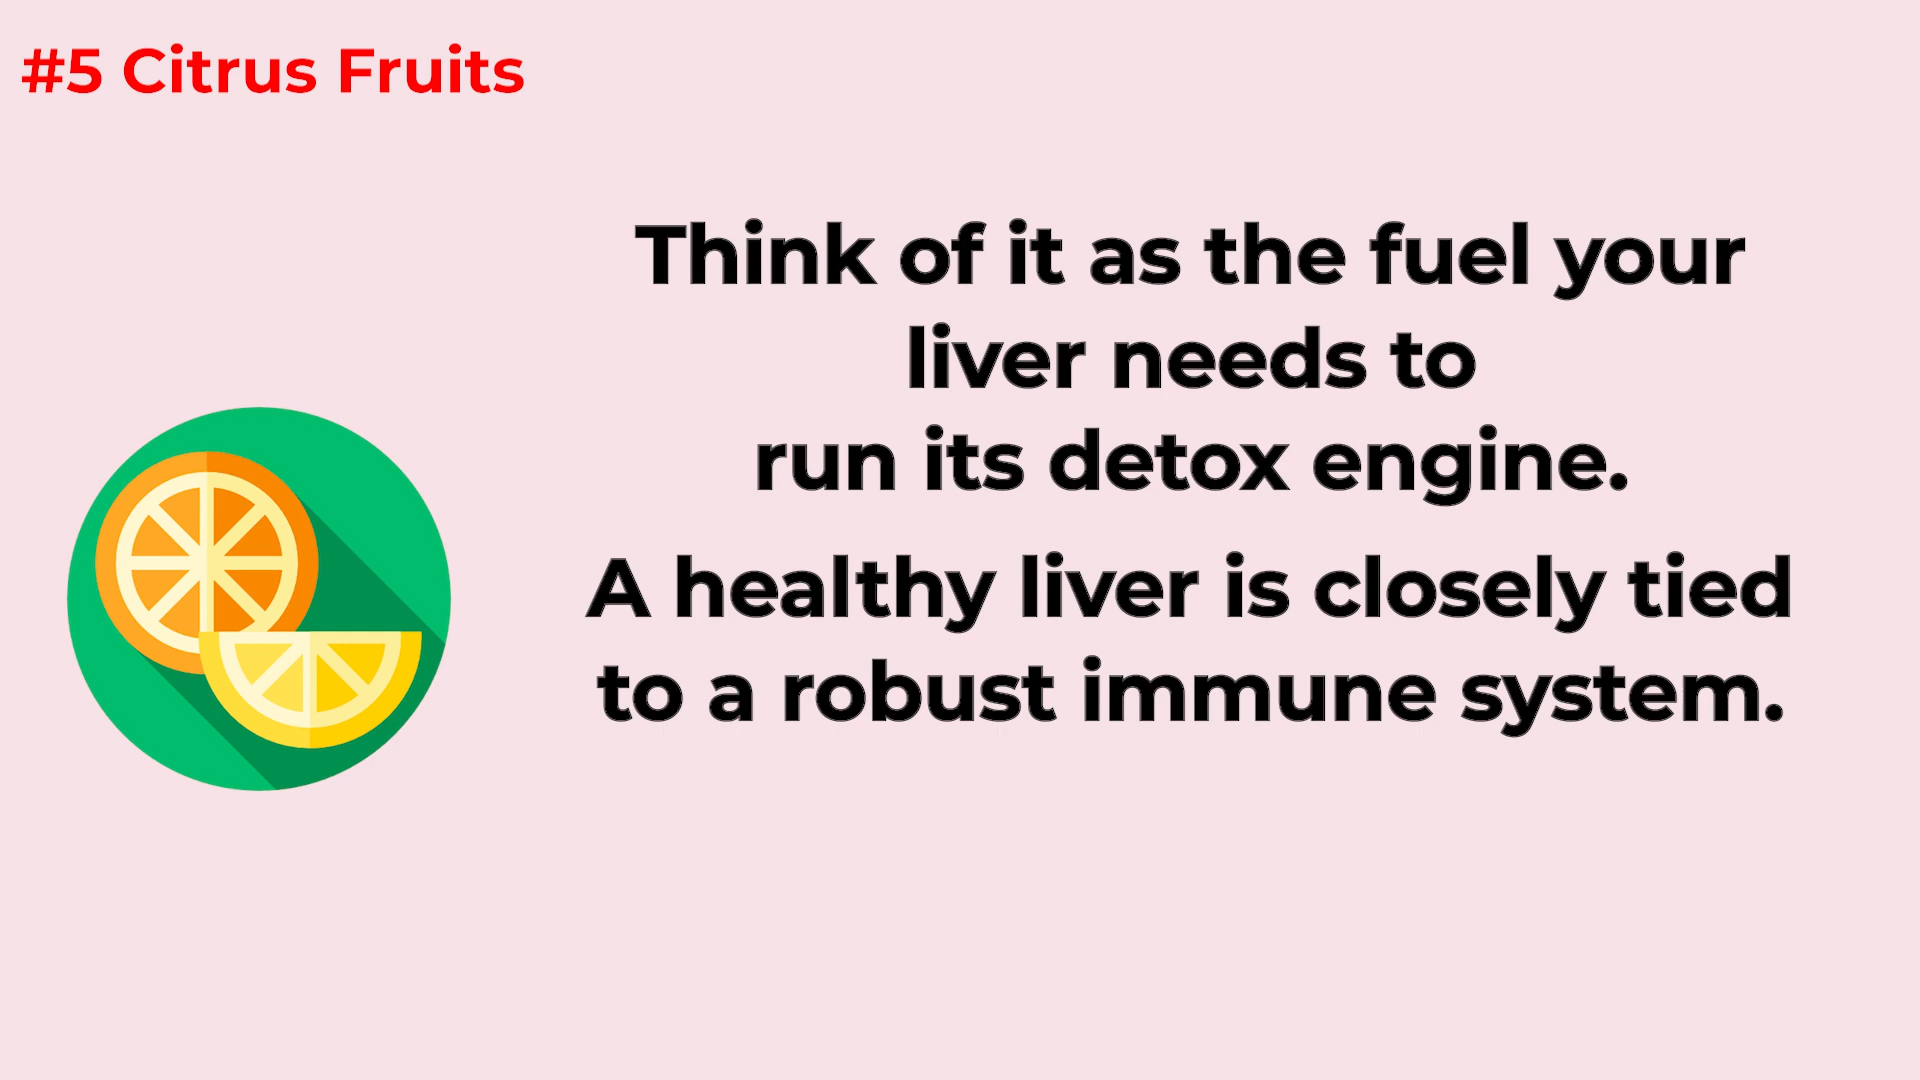 #5 Citrus Fruits
Think of it as the fuel your
liver needs to
run its detox engine.
A healthy liver is closely tied
to a robust immune system.